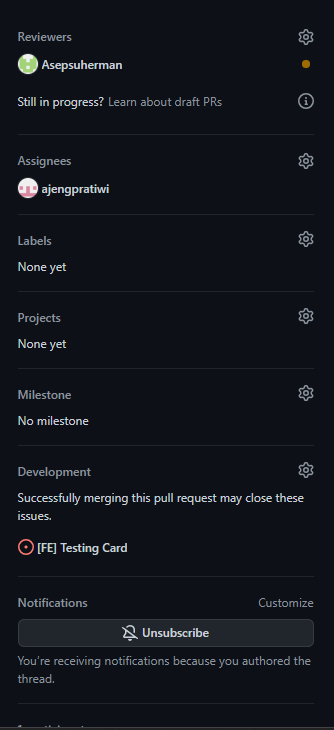 Reviewers
Asepsuherman
Still in progress? Learn about draft PRs
Assignees
ajengpratiwi
Labels
None yet
Projects
None yet
Milestone
No milestone
Development
Successfully merging this pull request may close these
issues.
[FE] Testing Card
Notifications
Customize
Unsubscribe
You're receiving notifications because you authored the
thread.